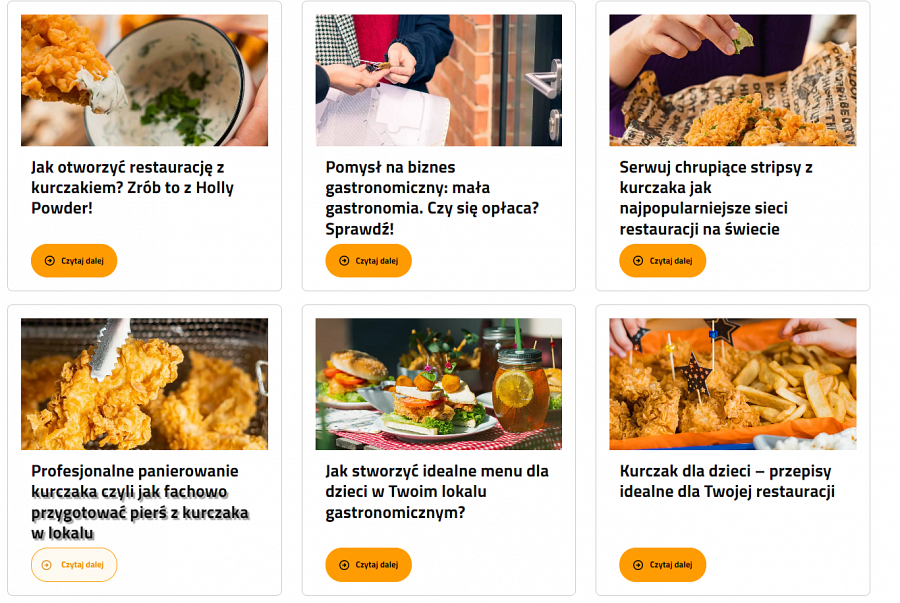 Jak otworzyć restaurację z
kurczakiem? Zrób to z Holly
Powder!
Czytaj dalej
Pomysł na biznes
gastronomiczny: mała
gastronomia. Czy się opłaca?
Sprawdź!
Czytaj dalej
Serwuj chrupiące stripsy z
kurczaka jak
najpopularniejsze sieci
restauracji na świecie
Czytaj dalej
Profesjonalne panierowanie
kurczaka czyli jak fachowo
przygotować pierś z kurczaka
w lokalu
Czytaj dalej
Jak stworzyć idealne menu dla
dzieci w Twoim lokalu
gastronomicznym?
Czytaj dalej
Kurczak dla dzieci – przepisy
idealne dla Twojej restauracji
Czytaj dalej